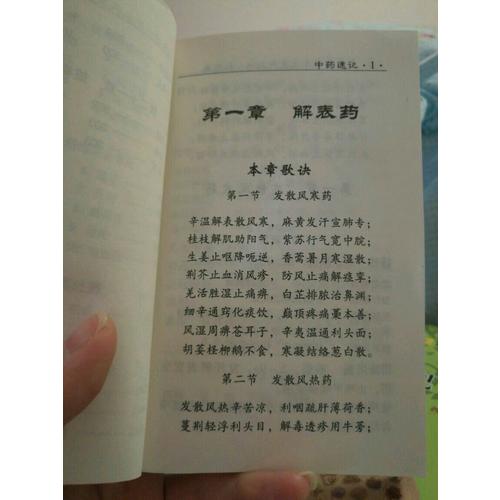 中药速记·1·
第一章 解表药
本章歌诀
第一节 发散风寒药
辛温解表散风寒，麻黄发汗宣肺专；
桂枝解肌助阳气，紫苏行气宽中脘；
生姜止呕降呃逆，香薷暑月寒湿散；
荆芥止血消风疹，防风止痛解痉挛；
羌活胜湿止痛痹，白芷排脓治鼻渊；
细辛通窍化痰饮，巅顶疼痛藁本善；
风湿周痹苍耳子，辛夷温通利头面；
胡荽柽柳鹅不食，寒凝结络葱白散。
第二节 发散风热药
发散风热辛苦凉，利咽疏肝薄荷香；
蔓荆轻浮利头目，解毒透疹用牛蒡；